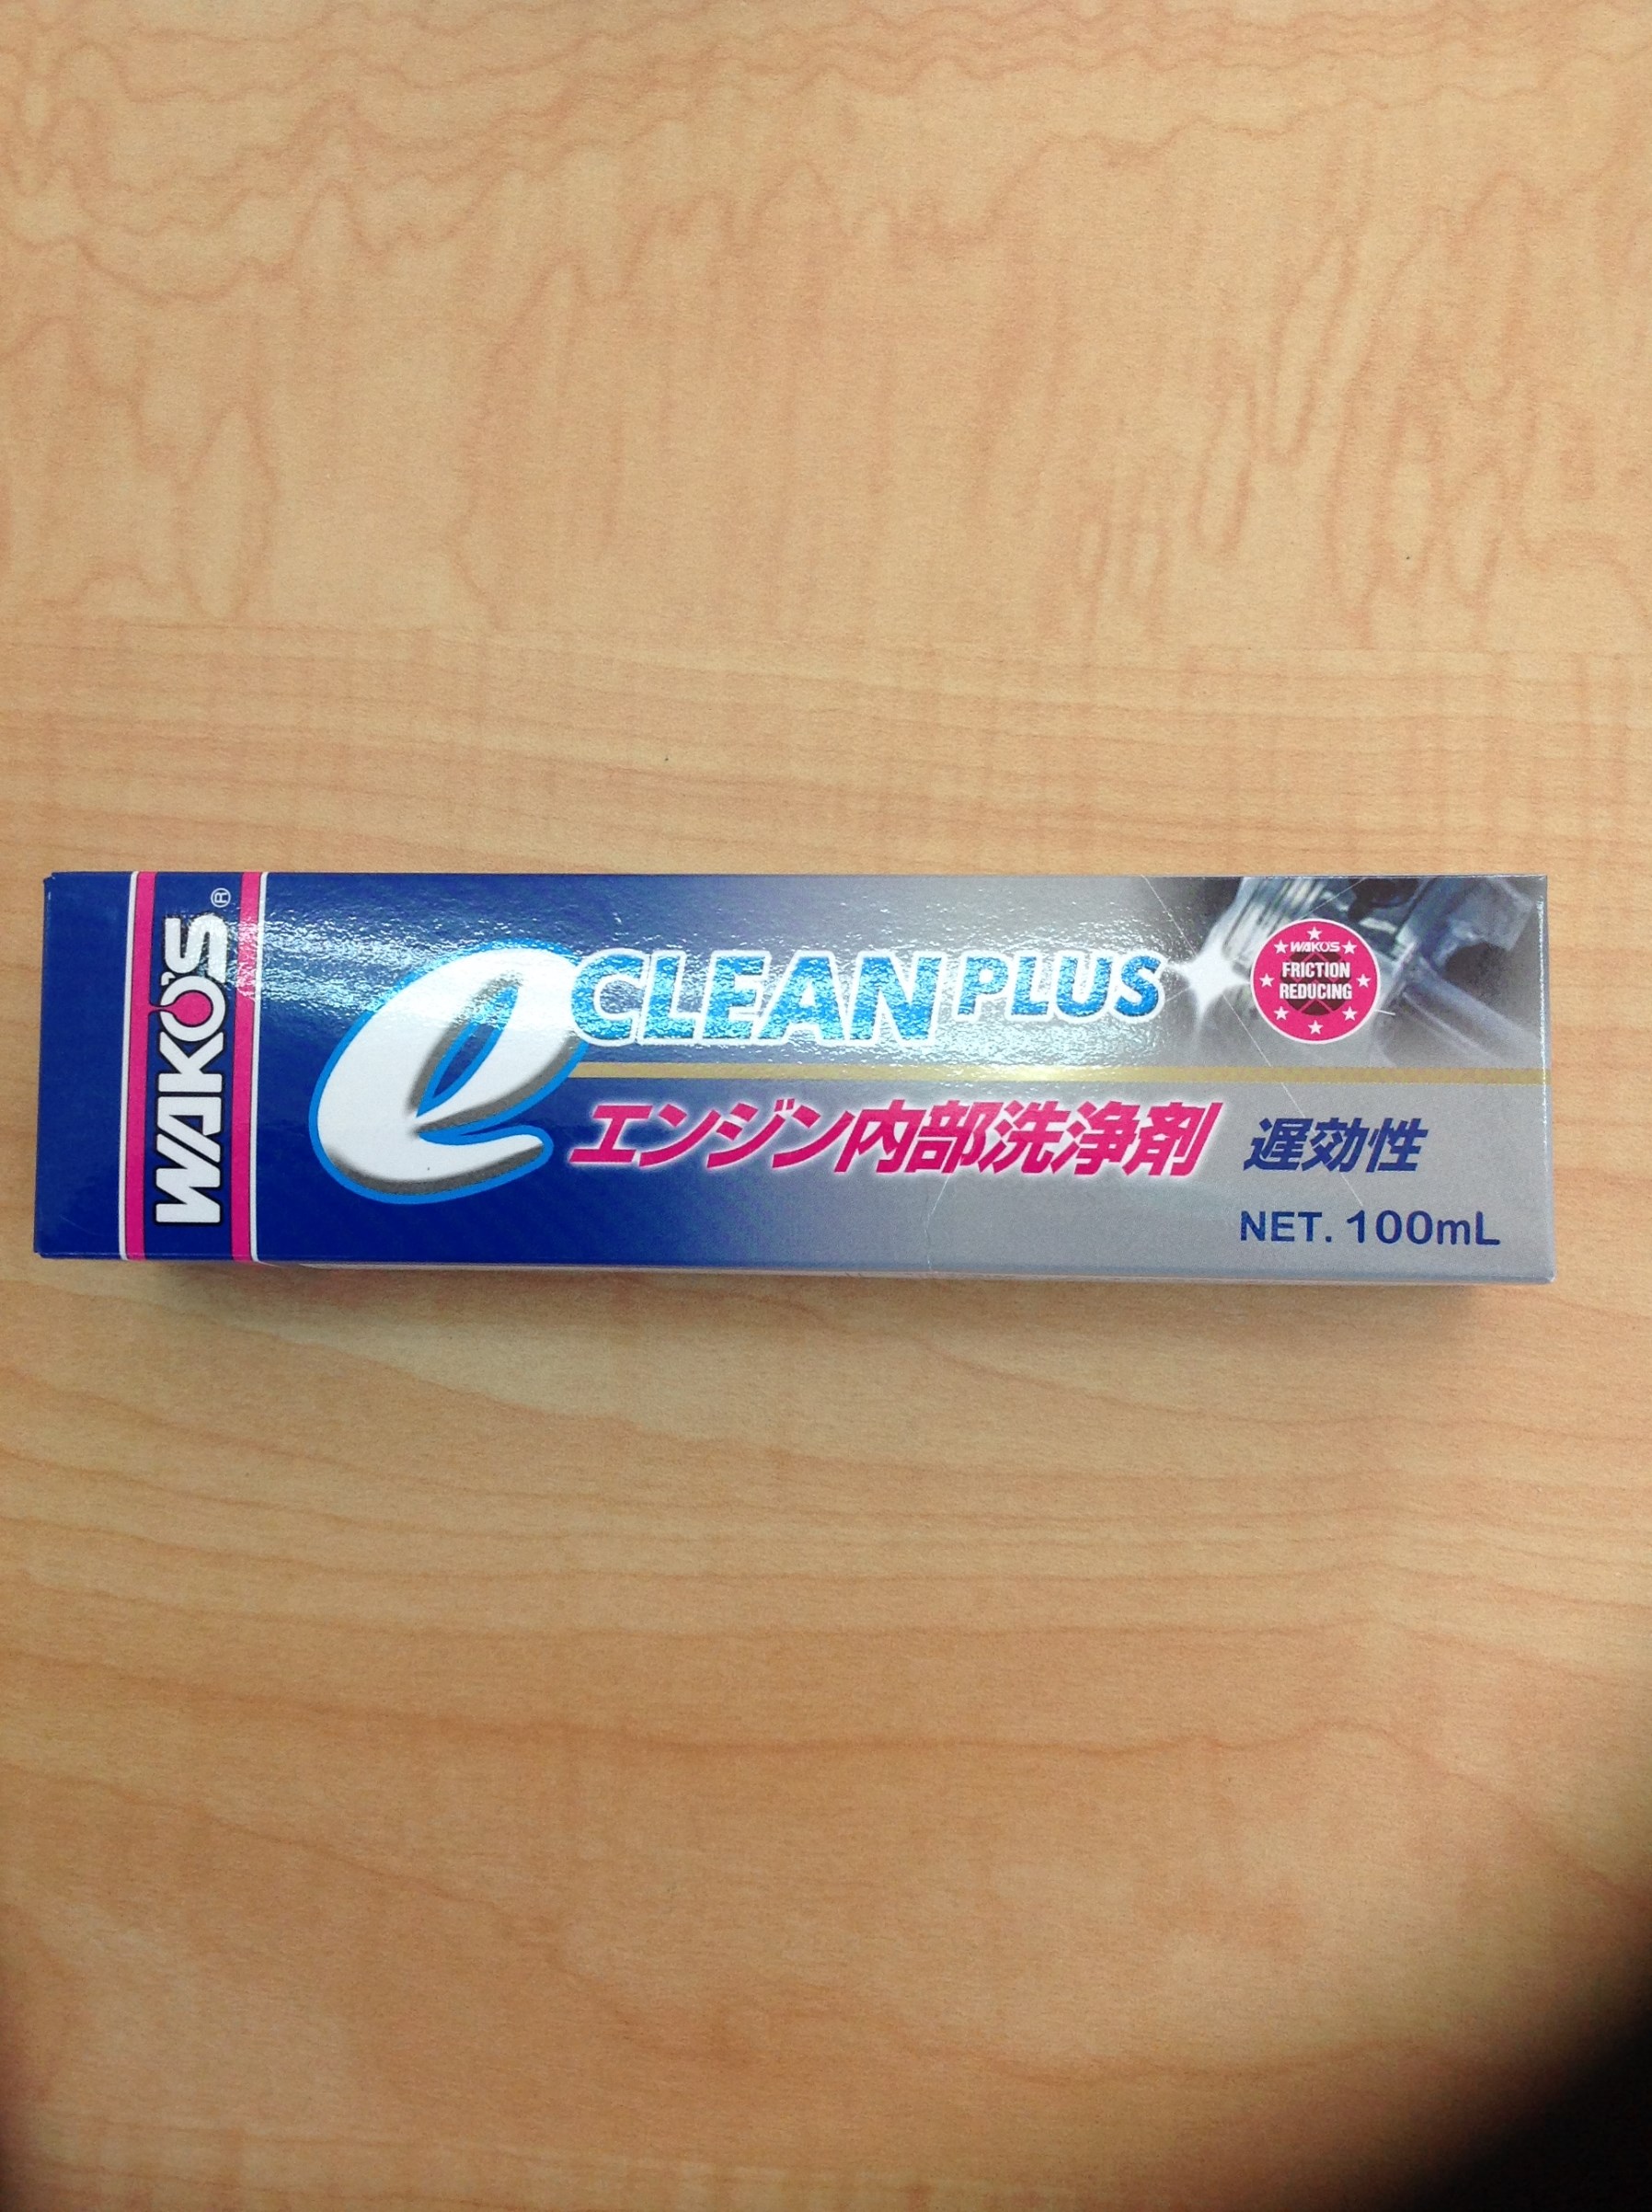 WAKO'S®
e CLEAN PLUS
WAKO'S
FRICTION
REDUCING
エンジン内部洗浄剤 遅効性
NET. 100mL